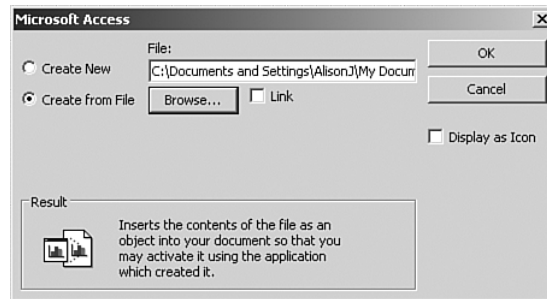 Microsoft Access
File:
OK
Create New
C:\Documents and Settings\AlisonJ\My Docum
Cancel
Create from File
Browse...
Link
Display as Icon
Result
Inserts the contents of the file as an
object into your document so that you
may activate it using the application
which created it.